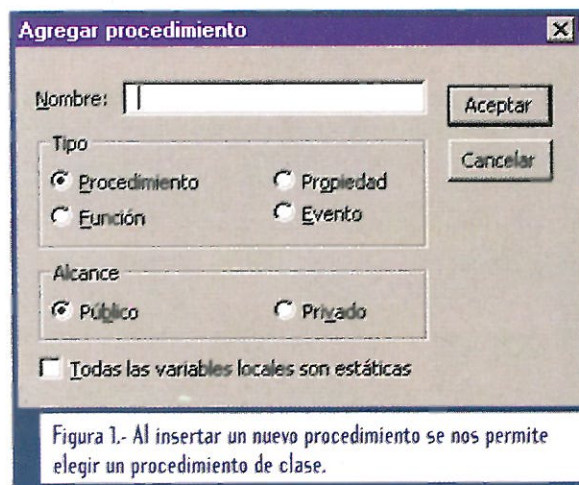 Agregar procedimiento
Nombre:
Aceptar
Tipo
Procedimiento
Propiedad
Cancelar
Función
Evento
Alcance
Público
Privado
Todas las variables locales son estáticas
Figura 1.- Al insertar un nuevo procedimiento se nos permite
elegir un procedimiento de clase.